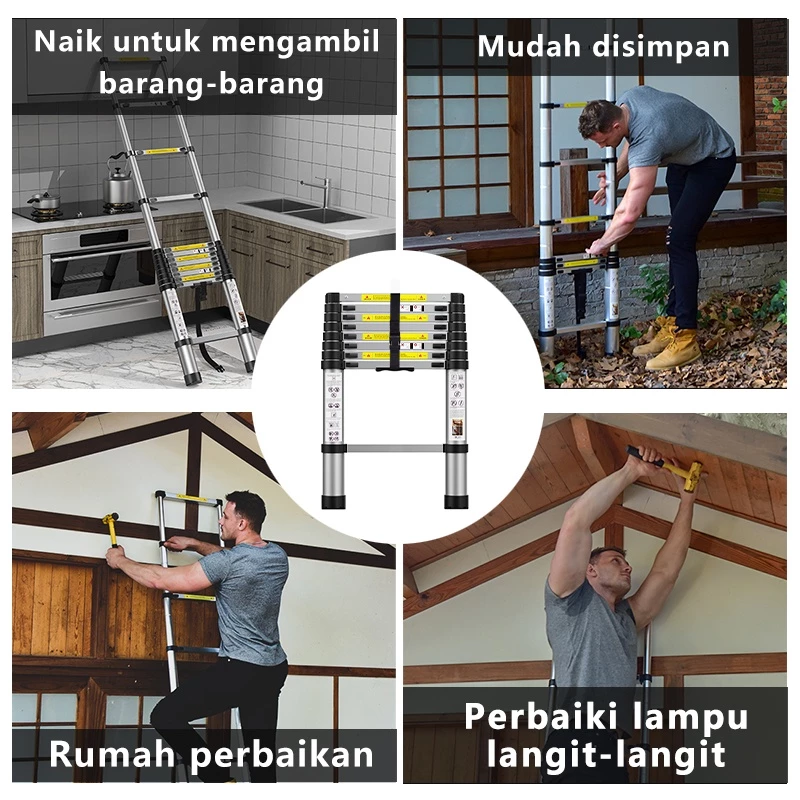 Naik untuk mengambil
barang-barang
Mudah disimpan
Rumah perbaikan
Perbaiki lampu
langit-langit